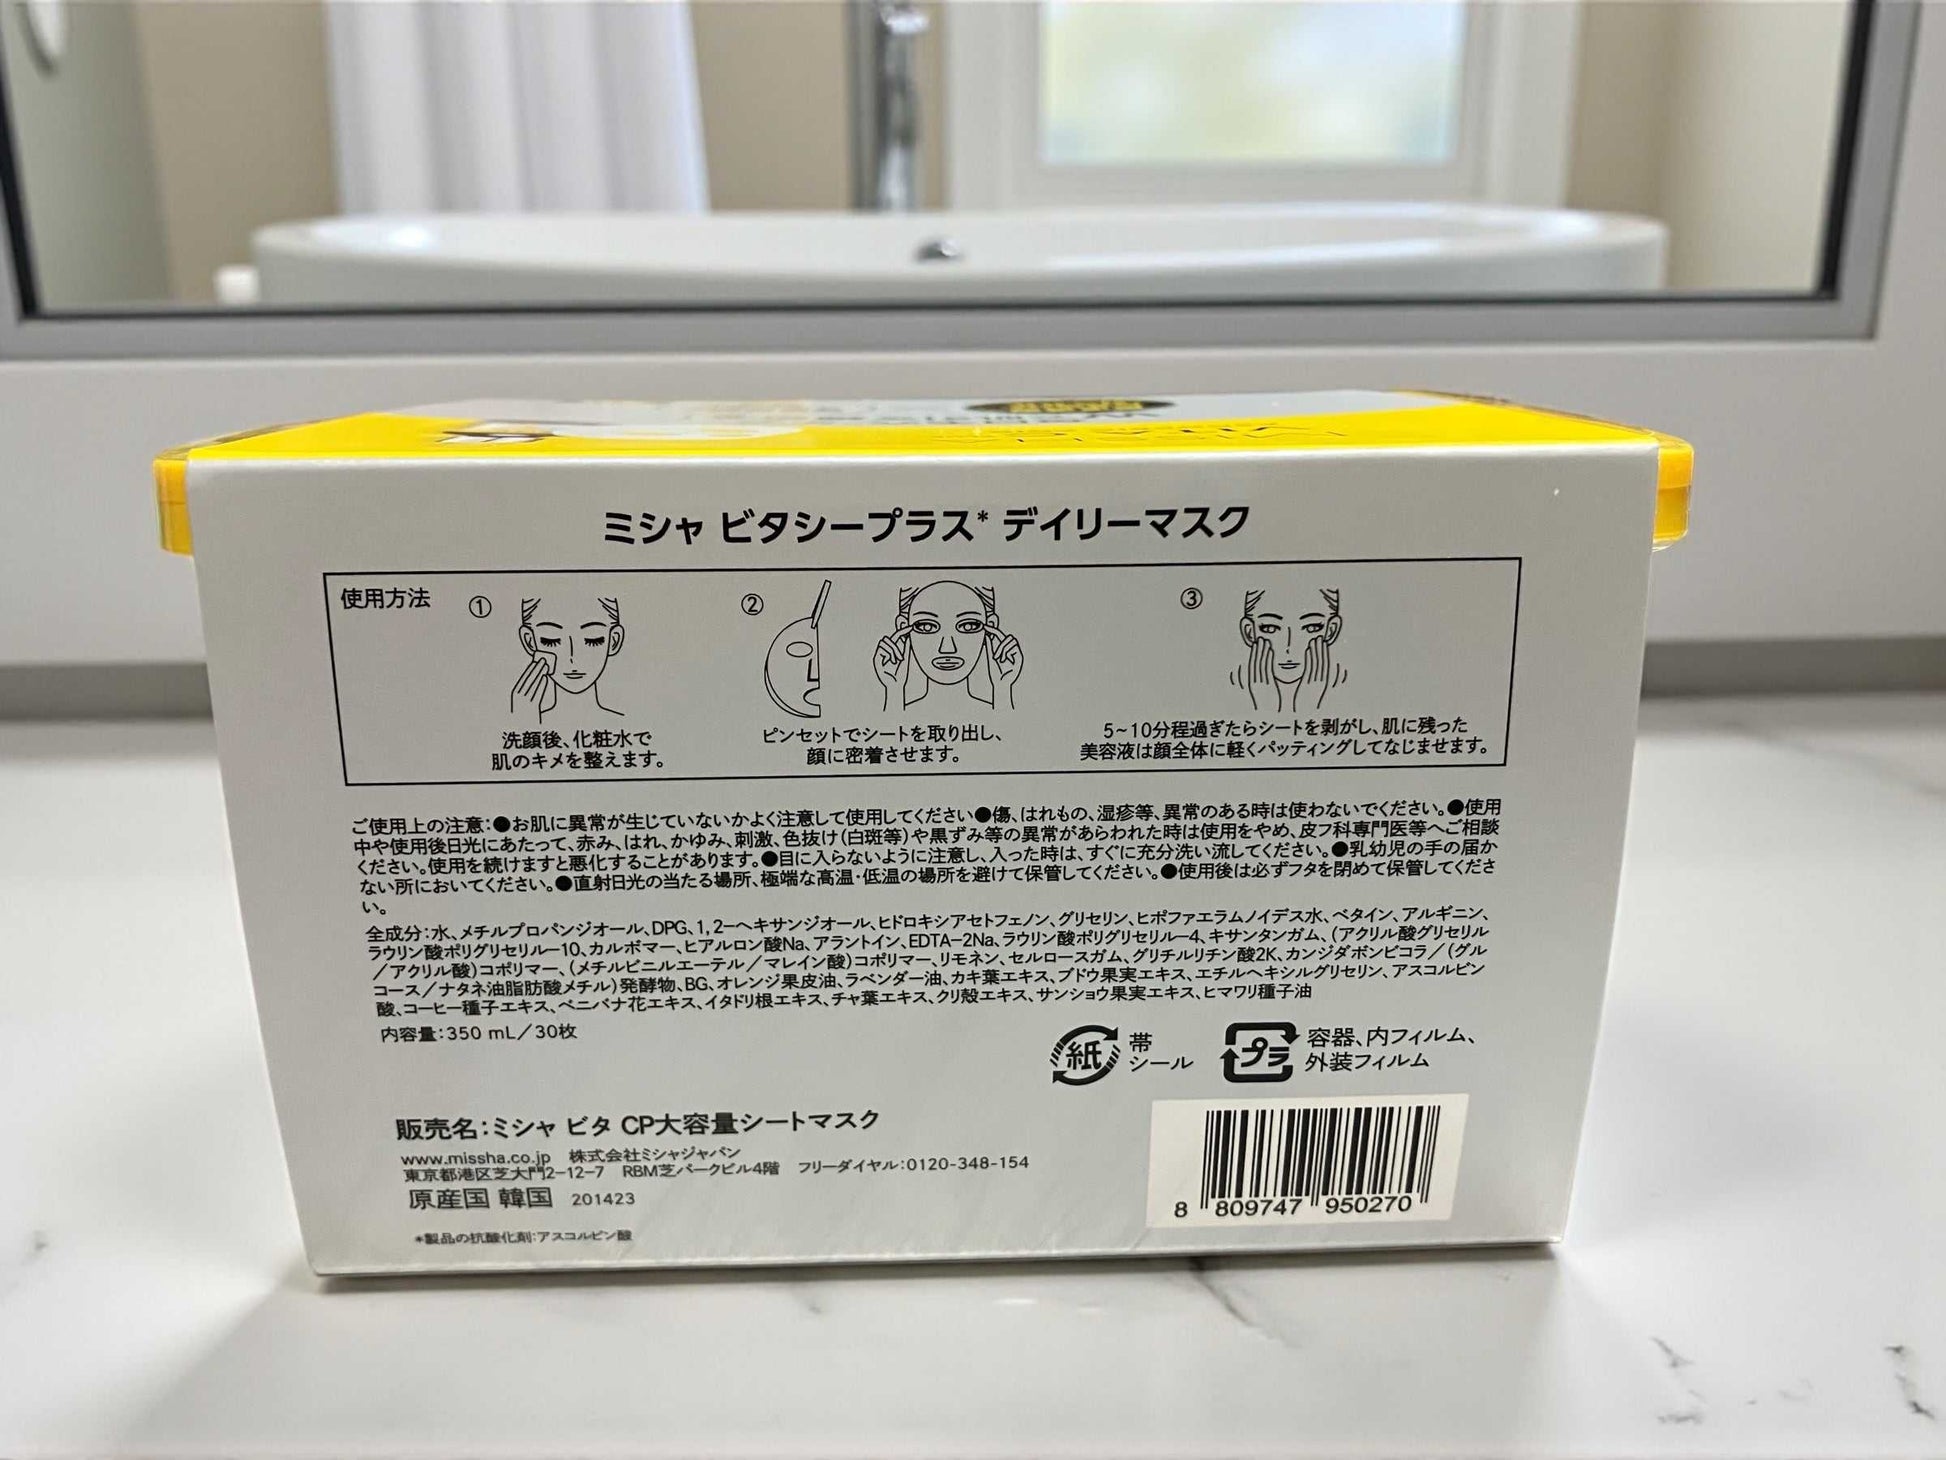 ミシャ ビタシープラス* デイリーマスク
使用方法
①
洗顔後、化粧水で
肌のキメを整えます。
②
ピンセットでシートを取り出し、
顔に密着させます。
③
5~10分程過ぎたらシートを剥がし、肌に残った
美容液は顔全体に軽くパッティングしてなじませます。
ご使用上の注意:●お肌に異常が生じていないかよく注意して使用してください●傷、はれもの、湿疹等、異常のある時は使わないでください。●使用
中や使用後日光にあたって、赤み、はれ、かゆみ、刺激、色抜け(白斑等)や黒ずみ等の異常があらわれた時は使用をやめ、皮フ科専門医等へご相談
ください。使用を続けますと悪化することがあります。●目に入らないように注意し、入った時は、すぐに充分洗い流してください。●乳幼児の手の届か
ない所においてください。●直射日光の当たる場所、極端な高温・低温の場所を避けて保管してください。●使用後は必ずフタを閉めて保管してくださ
い。
全成分:水、メチルプロパンジオール、DPG、1,2-ヘキサンジオール、ヒドロキシアセトフェノン、グリセリン、ヒポファエラムノイデス水、ベタイン、アルギニン、
ラウリン酸ポリグリセリル-10、カルボマー、ヒアルロン酸Na、アラントイン、EDTA-2Na、ラウリン酸ポリグリセリル-4、キサンタンガム、(アクリル酸グリセリル
/アクリル酸)コポリマー、(メチルビニルエーテル/マレイン酸)コポリマー、リモネン、セルロースガム、グリチルリチン酸2K、カンジダボンビコラ/(グル
コース/ナタネ油脂肪酸メチル)発酵物、BG、オレンジ果皮油、ラベンダー油、カキ葉エキス、ブドウ果実エキス、エチルヘキシルグリセリン、アスコルビン
酸、コーヒー種子エキス、ベニバナ花エキス、イタドリ根エキス、チャ葉エキス、クリ殻エキス、サンショウ果実エキス、ヒマワリ種子油
内容量:350 mL/30枚
紙
帯
シール
プラ
容器、内フィルム、
外装フィルム
販売名:ミシャ ビタ CP大容量シートマスク
www.missha.co.jp 株式会社ミシャジャパン
東京都港区芝大門2-12-7 RBM芝パークビル4階 フリーダイヤル:0120-348-154
原産国 韓国 201423
*製品の抗酸化剤:アスコルビン酸
8 809747 950270